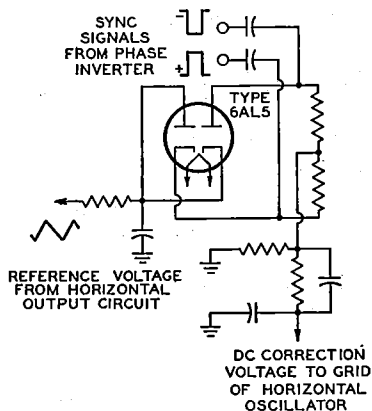 SYNC
SIGNALS
FROM PHASE
INVERTER
−
+
TYPE
6AL5
REFERENCE VOLTAGE
FROM HORIZONTAL
OUTPUT CIRCUIT
DC CORRECTION
VOLTAGE TO GRID
OF HORIZONTAL
OSCILLATOR